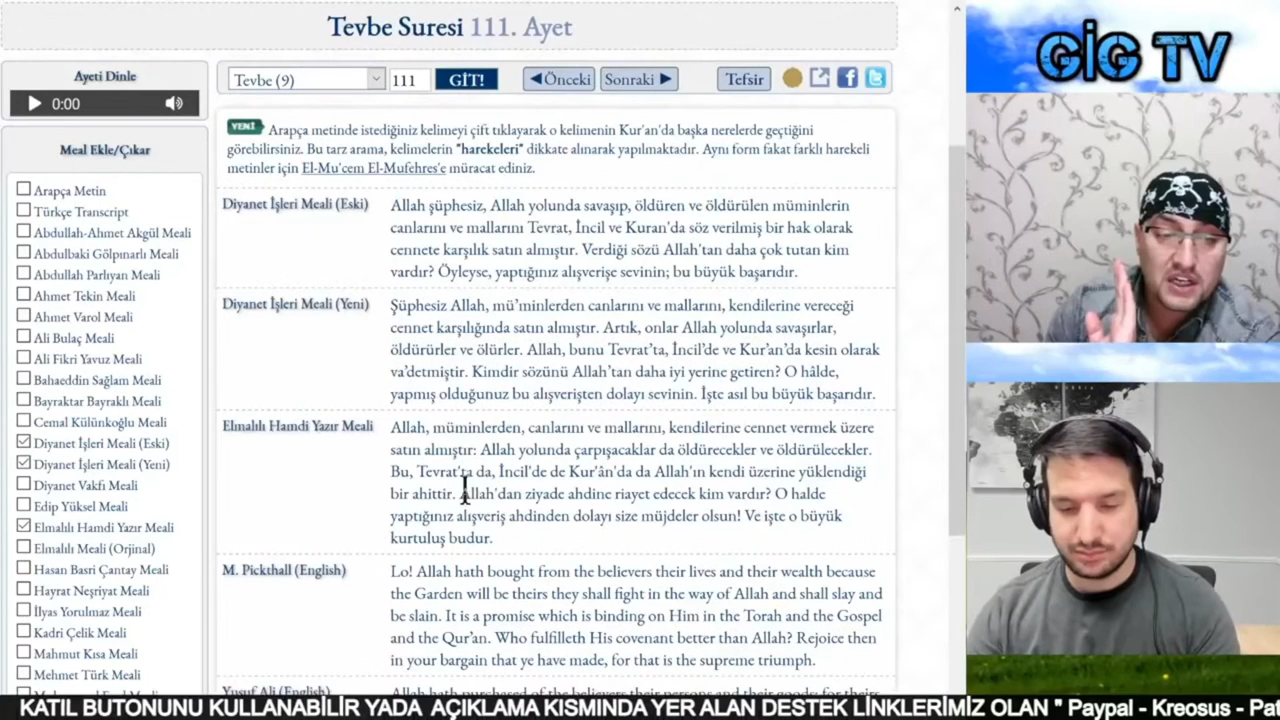 Tevbe Suresi 111. Ayet
GİG TV
Ayeti Dinle
0:00
Tevbe (9)
111
GİT!
◀Önceki
Sonraki ▶
Tefsir
Meal Ekle/Çıkar
Arapça Metin
Türkçe Transcript
Abdullah-Ahmet Akgül Meali
Abdulbaki Gölpınarlı Meali
Abdullah Parlıyan Meali
Ahmet Tekin Meali
Ahmet Varol Meali
Ali Bulaç Meali
Ali Fikri Yavuz Meali
Bahaeddin Sağlam Meali
Bayraktar Bayraklı Meali
Cemal Külünkoğlu Meali
Diyanet İşleri Meali (Eski)
Diyanet İşleri Meali (Yeni)
Diyanet Vakfı Meali
Edip Yüksel Meali
Elmalılı Hamdi Yazır Meali
Elmalılı Meali (Orjinal)
Hasan Basri Çantay Meali
Hayrat Neşriyat Meali
İlyas Yorulmaz Meali
Kadri Çelik Meali
Mahmut Kısa Meali
Mehmet Türk Meali
YENİ Arapça metinde istediğiniz kelimeyi çift tıklayarak o kelimenin Kur'an'da başka nerelerde geçtiğini
görebilirsiniz. Bu tarz arama, kelimelerin "harekeleri" dikkate alınarak yapılmaktadır. Aynı form fakat farklı harekeli
metinler için El-Mu'cem El-Mufehres'e müracat ediniz.
Diyanet İşleri Meali (Eski)
Allah şüphesiz, Allah yolunda savaşıp, öldüren ve öldürülen müminlerin
canlarını ve mallarını Tevrat, İncil ve Kuran'da söz verilmiş bir hak olarak
cennete karşılık satın almıştır. Verdiği sözü Allah'tan daha çok tutan kim
vardır? Öyleyse, yaptığınız alışverişe sevinin; bu büyük başarıdır.
Diyanet İşleri Meali (Yeni)
Şüphesiz Allah, mü'minlerden canlarını ve mallarını, kendilerine vereceği
cennet karşılığında satın almıştır. Artık, onlar Allah yolunda savaşırlar,
öldürürler ve ölürler. Allah, bunu Tevrat'ta, İncil'de ve Kur'an'da kesin olarak
va'detmiştir. Kimdir sözünü Allah'tan daha iyi yerine getiren? O hâlde,
yapmış olduğunuz bu alışverişten dolayı sevinin. İşte asıl bu büyük başarıdır.
Elmalılı Hamdi Yazır Meali
Allah, müminlerden, canlarını ve mallarını, kendilerine cennet vermek üzere
satın almıştır: Allah yolunda çarpışacaklar da öldürecekler ve öldürülecekler.
Bu, Tevrat'ta da, İncil'de de Kur'ân'da da Allah'ın kendi üzerine yüklendiği
bir ahittir. Allah'dan ziyade ahdine riayet edecek kim vardır? O halde
yaptığınız alışveriş ahdinden dolayı size müjdeler olsun! Ve işte o büyük
kurtuluş budur.
M. Pickthall (English)
Lo! Allah hath bought from the believers their lives and their wealth because
the Garden will be theirs they shall fight in the way of Allah and shall slay and
be slain. It is a promise which is binding on Him in the Torah and the Gospel
and the Qur'an. Who fulfilleth His covenant better than Allah? Rejoice then
in your bargain that ye have made, for that is the supreme triumph.
Yusuf Ali (English)
Allah hath purchased of the believers their persons and their goods; for theirs
KATIL BUTONUNU KULLANABİLİR YADA AÇIKLAMA KISMINDA YER ALAN DESTEK LİNKLERİMİZ OLAN " Paypal - Kreosus - Pat